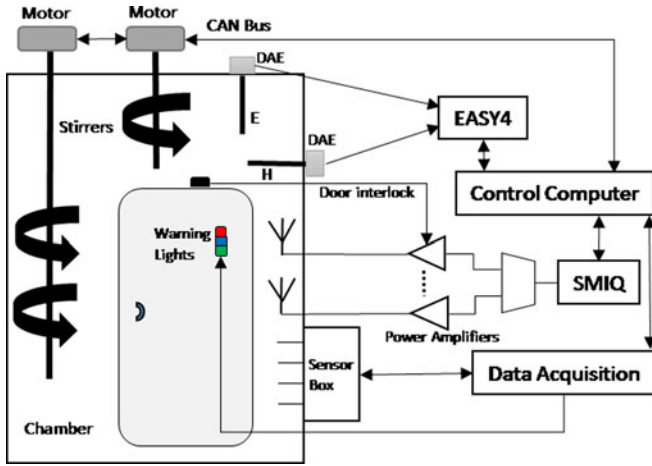 Motor
Motor
CAN Bus
DAE
Stirrers
E
EASY4
DAE
H
Door interlock
Control Computer
Warning
Lights
SMIQ
Power Amplifiers
Sensor
Box
Data Acquisition
Chamber